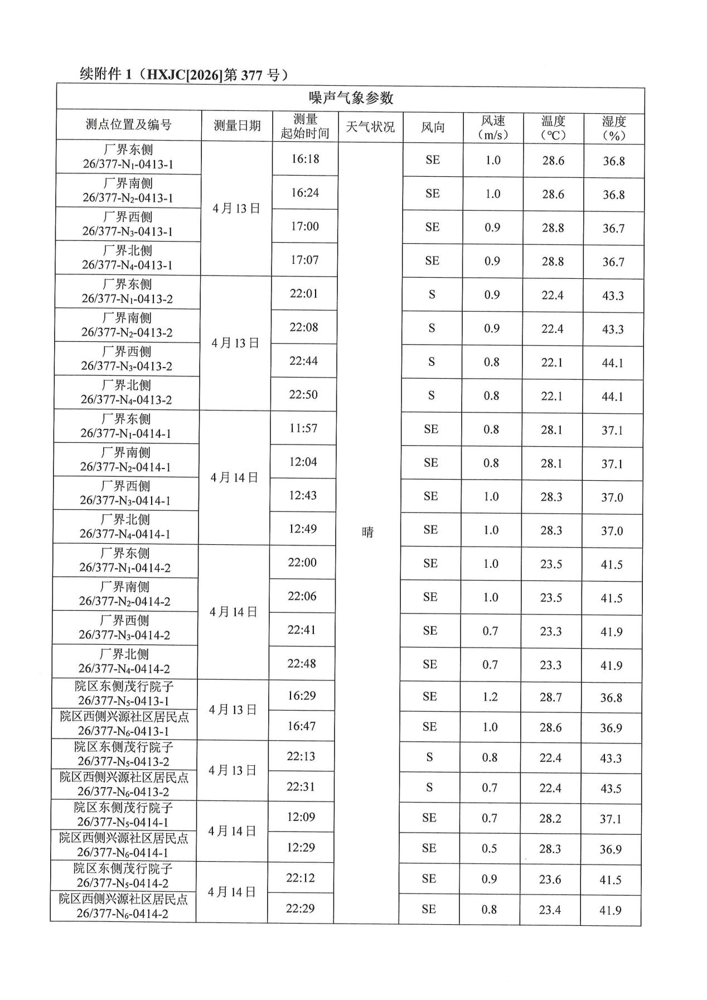 续附件 1（HXJC[2026]第 377 号）
噪声气象参数
测点位置及编号 测量日期 测量起始时间 天气状况 风向 风速（m/s） 温度（℃） 湿度（%）
厂界东侧
26/377-N₁-0413-1 4 月 13 日 16:18 晴 SE 1.0 28.6 36.8
厂界南侧
26/377-N₂-0413-1 16:24 SE 1.0 28.6 36.8
厂界西侧
26/377-N₃-0413-1 17:00 SE 0.9 28.8 36.7
厂界北侧
26/377-N₄-0413-1 17:07 SE 0.9 28.8 36.7
厂界东侧
26/377-N₁-0413-2 4 月 13 日 22:01 S 0.9 22.4 43.3
厂界南侧
26/377-N₂-0413-2 22:08 S 0.9 22.4 43.3
厂界西侧
26/377-N₃-0413-2 22:44 S 0.8 22.1 44.1
厂界北侧
26/377-N₄-0413-2 22:50 S 0.8 22.1 44.1
厂界东侧
26/377-N₁-0414-1 4 月 14 日 11:57 SE 0.8 28.1 37.1
厂界南侧
26/377-N₂-0414-1 12:04 SE 0.8 28.1 37.1
厂界西侧
26/377-N₃-0414-1 12:43 SE 1.0 28.3 37.0
厂界北侧
26/377-N₄-0414-1 12:49 SE 1.0 28.3 37.0
厂界东侧
26/377-N₁-0414-2 4 月 14 日 22:00 SE 1.0 23.5 41.5
厂界南侧
26/377-N₂-0414-2 22:06 SE 1.0 23.5 41.5
厂界西侧
26/377-N₃-0414-2 22:41 SE 0.7 23.3 41.9
厂界北侧
26/377-N₄-0414-2 22:48 SE 0.7 23.3 41.9
院区东侧茂行院子
26/377-N₅-0413-1 4 月 13 日 16:29 SE 1.2 28.7 36.8
院区西侧兴源社区居民点
26/377-N₆-0413-1 16:47 SE 1.0 28.6 36.9
院区东侧茂行院子
26/377-N₅-0413-2 4 月 13 日 22:13 S 0.8 22.4 43.3
院区西侧兴源社区居民点
26/377-N₆-0413-2 22:31 S 0.7 22.4 43.5
院区东侧茂行院子
26/377-N₅-0414-1 4 月 14 日 12:09 SE 0.7 28.2 37.1
院区西侧兴源社区居民点
26/377-N₆-0414-1 12:29 SE 0.5 28.3 36.9
院区东侧茂行院子
26/377-N₅-0414-2 4 月 14 日 22:12 SE 0.9 23.6 41.5
院区西侧兴源社区居民点
26/377-N₆-0414-2 22:29 SE 0.8 23.4 41.9